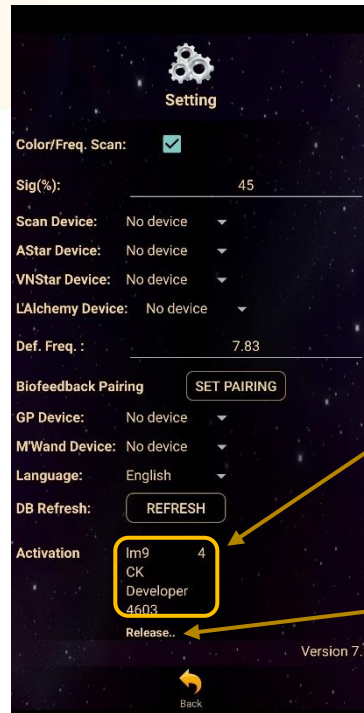 Setting
Color/Freq. Scan:
Sig(%): 45
Scan Device: No device
AStar Device: No device
VNStar Device: No device
L'Alchemy Device: No device
Def. Freq. : 7.83
Biofeedback Pairing SET PAIRING
GP Device: No device
M'Wand Device: No device
Language: English
DB Refresh: REFRESH
Activation Im9 4
CK
Developer
4603
Release..
Version 7.
Back